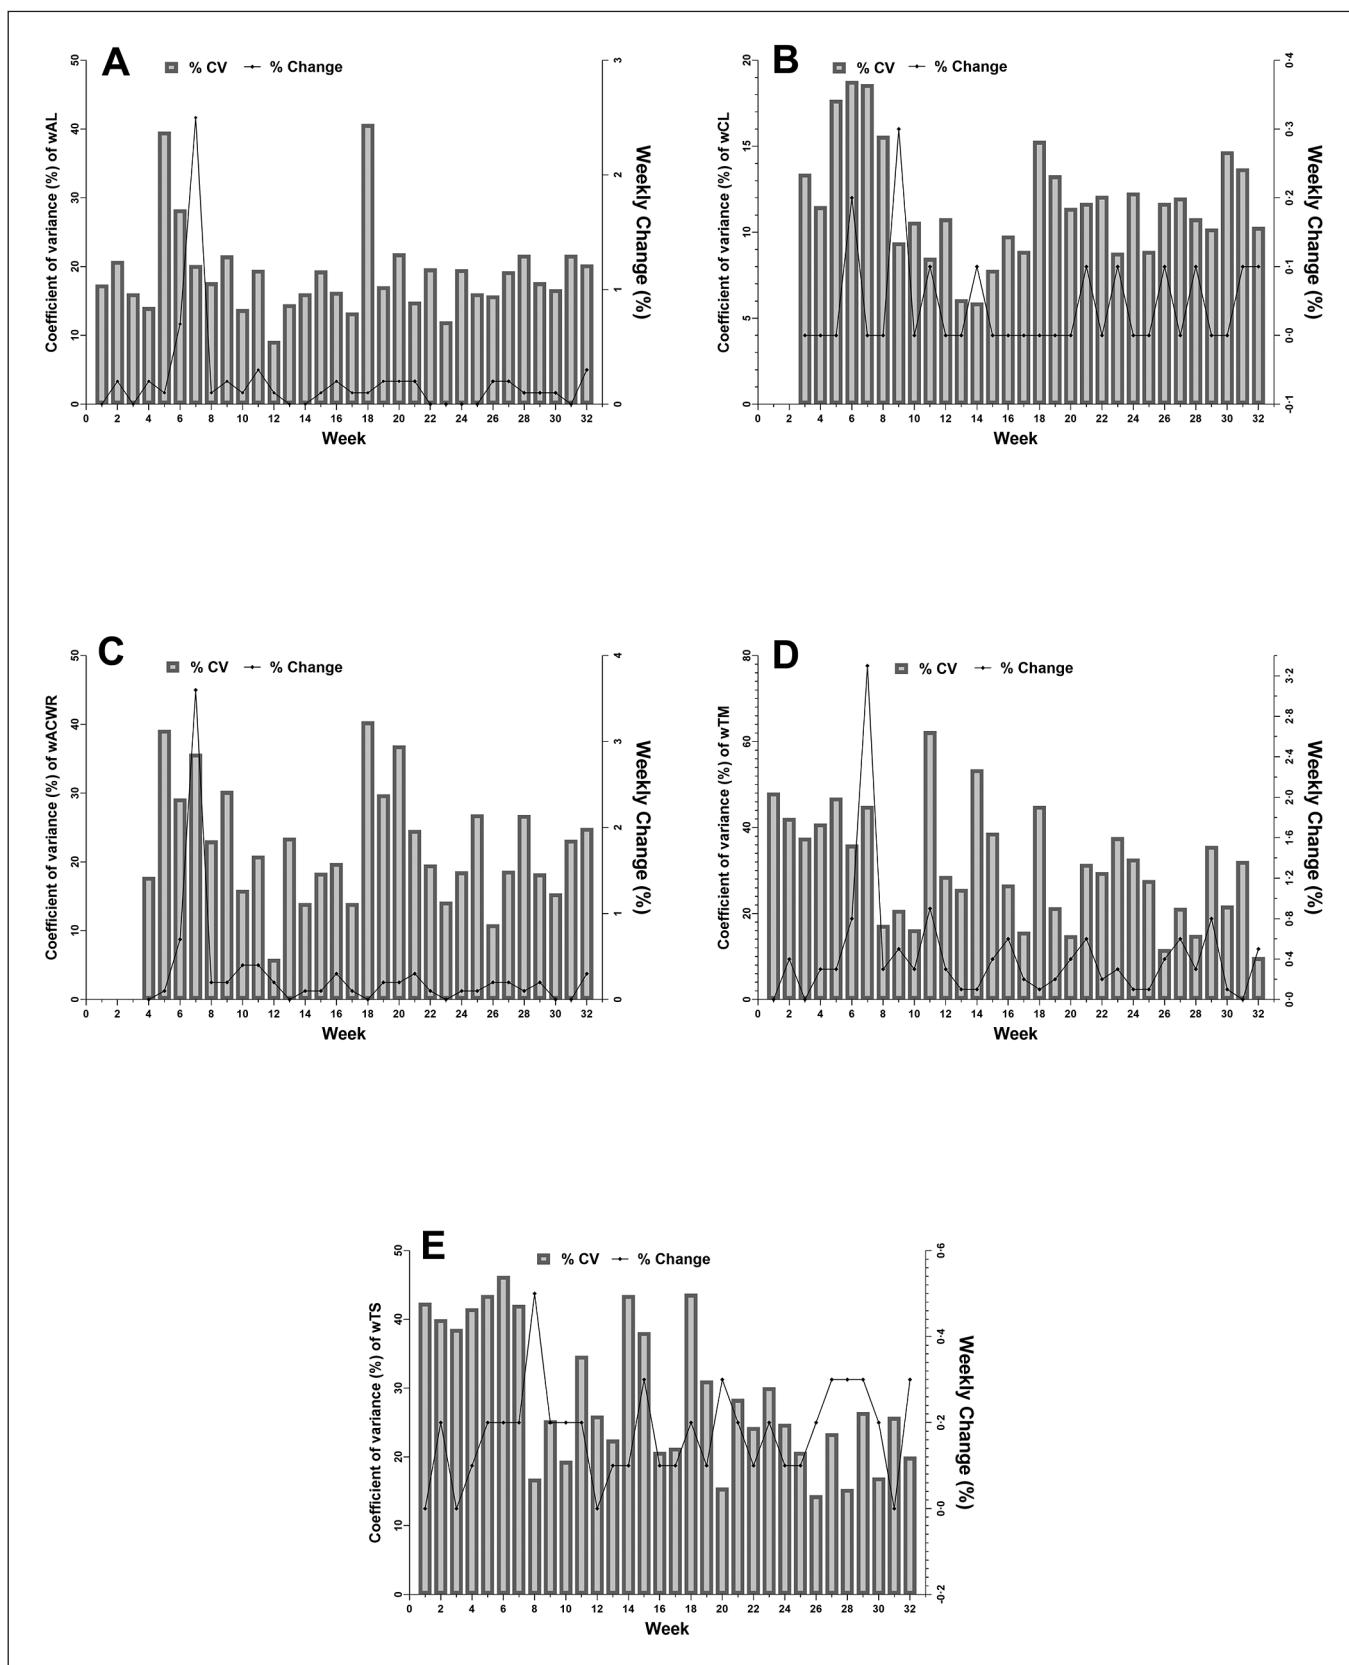 A
% CV % Change
Coefficient of variance (%) of wAL
50
40
30
20
10
0
3
2
1
0
Weekly Change (%)
0 2 4 6 8 10 12 14 16 18 20 22 24 26 28 30 32
Week
B
% CV % Change
Coefficient of variance (%) of wCL
20
15
10
5
0
0·4
0·3
0·2
0·1
0·0
-0·1
Weekly Change (%)
0 2 4 6 8 10 12 14 16 18 20 22 24 26 28 30 32
Week
C
% CV % Change
Coefficient of variance (%) of wACWR
50
40
30
20
10
0
4
3
2
1
0
Weekly Change (%)
0 2 4 6 8 10 12 14 16 18 20 22 24 26 28 30 32
Week
D
% CV % Change
Coefficient of variance (%) of wTM
80
60
40
20
0
3·2
2·8
2·4
2·0
1·6
1·2
0·8
0·4
0·0
Weekly Change (%)
0 2 4 6 8 10 12 14 16 18 20 22 24 26 28 30 32
Week
E
% CV % Change
Coefficient of variance (%) of wTS
50
40
30
20
10
0
0·6
0·4
0·2
0·0
-0·2
Weekly Change (%)
0 2 4 6 8 10 12 14 16 18 20 22 24 26 28 30 32
Week